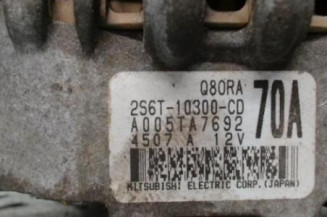 Q80RA
2S6T-10300-CD 70A
A005TA7692
4507 A 12V
MITSUBISHI ELECTRIC CORP.(JAPAN)